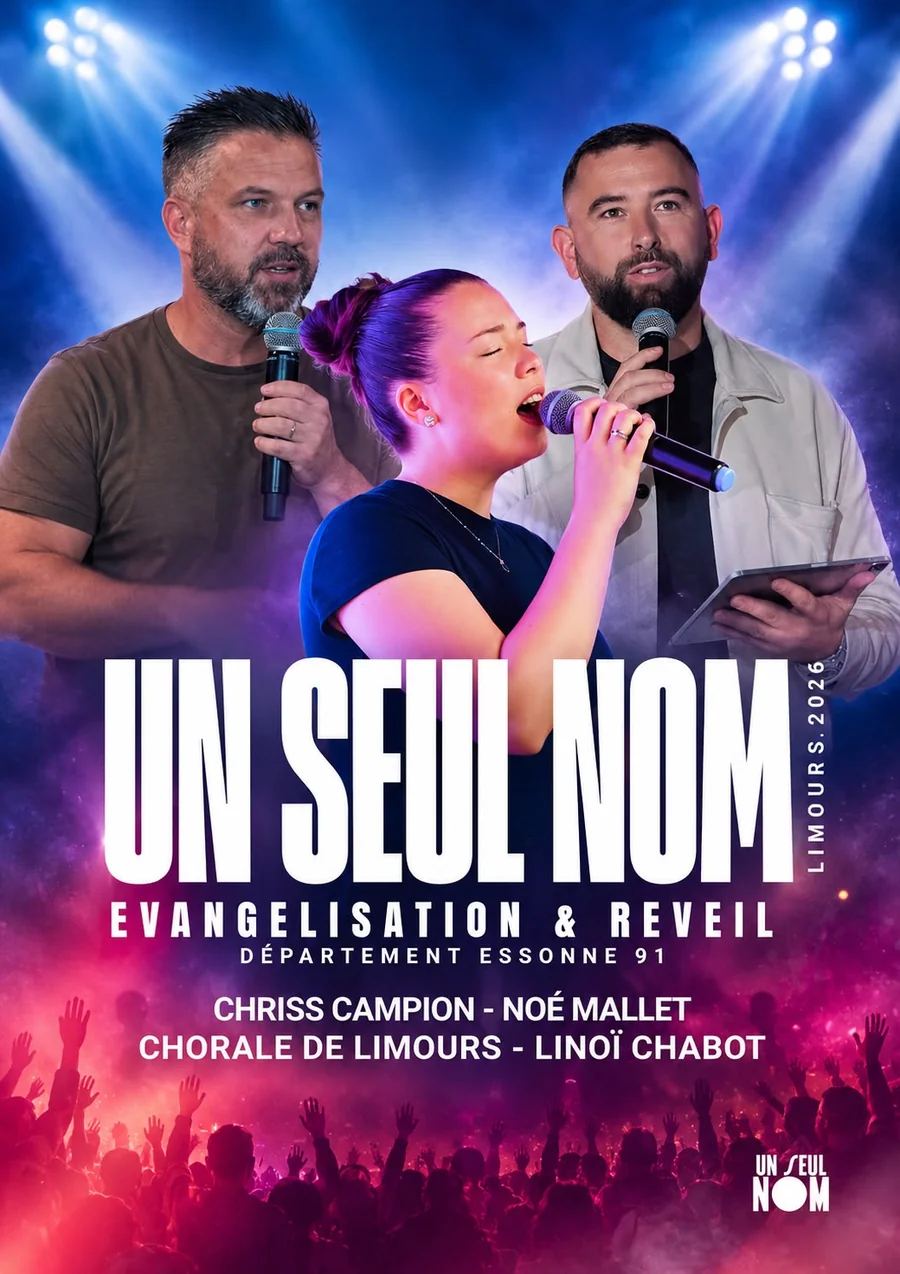 UN SEUL NOM
LIMOURS.2026
EVANGELISATION & REVEIL
DÉPARTEMENT ESSONNE 91
CHRISS CAMPION - NOÉ MALLET
CHORALE DE LIMOURS - LINOÏ CHABOT
UN SEUL
NOM